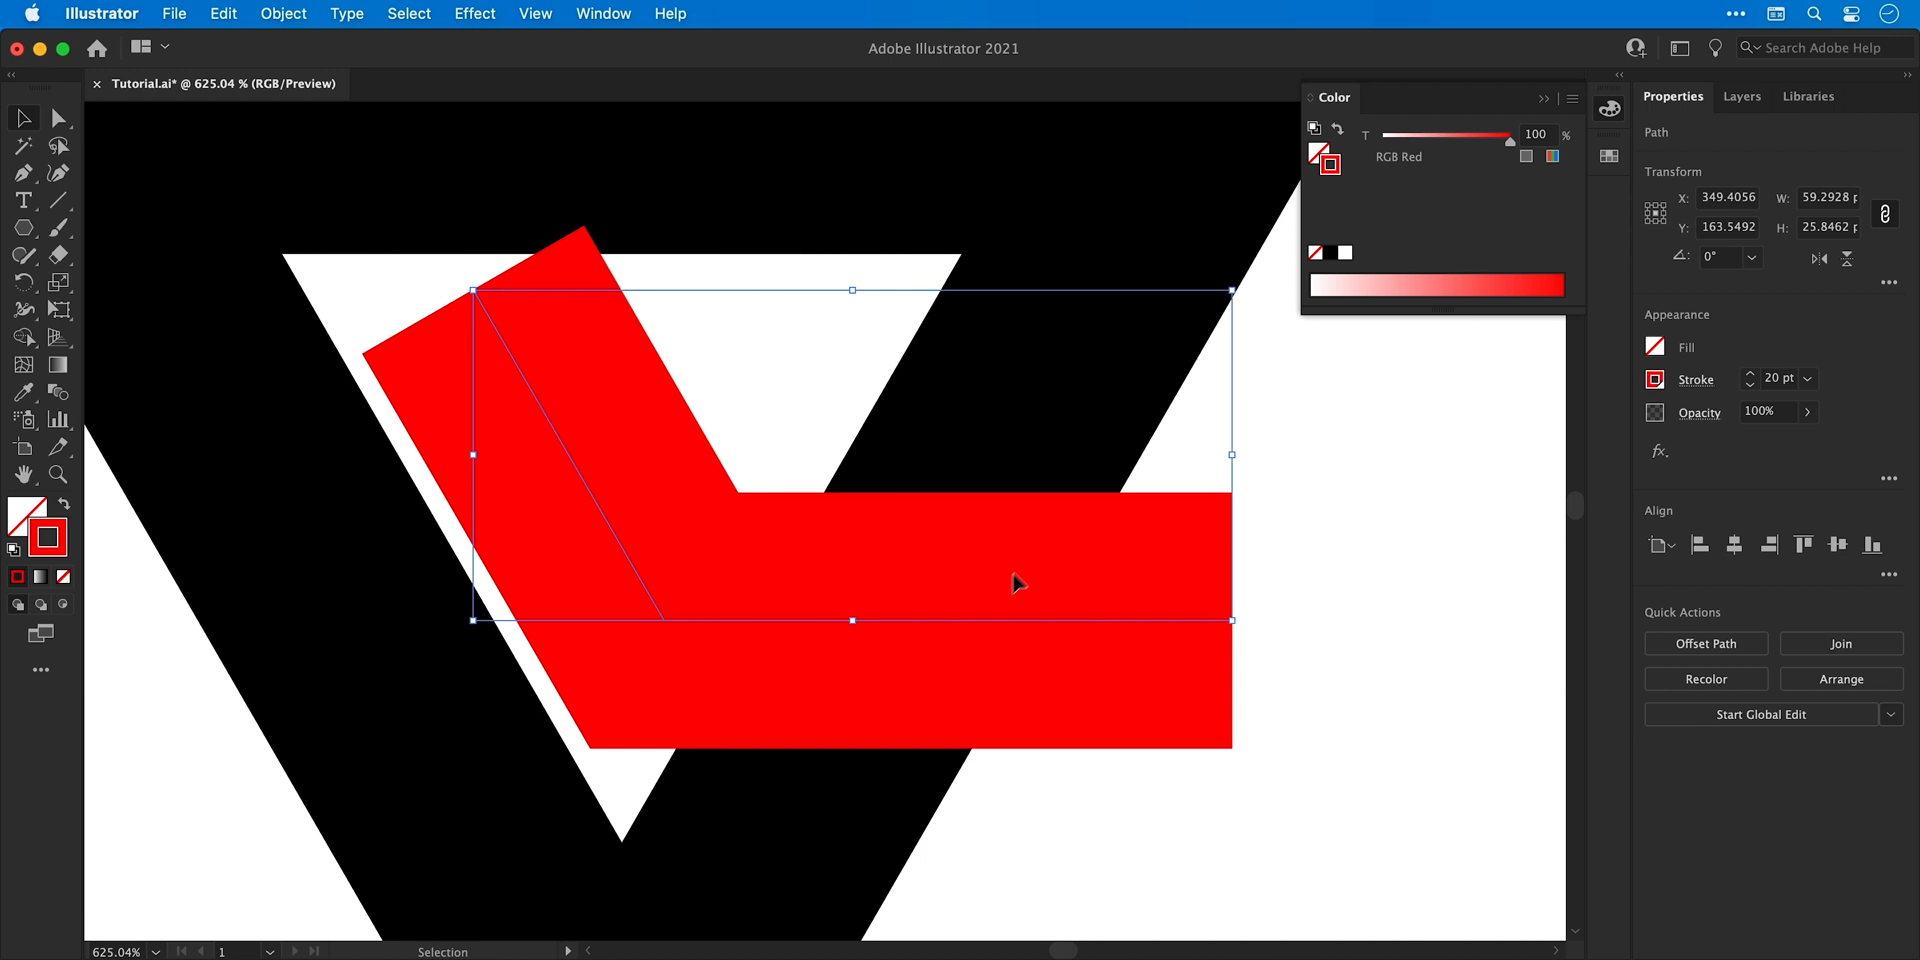 Illustrator File Edit Object Type Select Effect View Window Help
Adobe Illustrator 2021
Search Adobe Help
Tutorial.ai* @ 625.04 % (RGB/Preview)
Color
T 100 %
RGB Red
Properties Layers Libraries
Path
Transform
X: 349.4056 W: 59.2928 p
Y: 163.5492 H: 25.8462 p
0°
Appearance
Fill
Stroke 20 pt
Opacity 100%
fx.
Align
Quick Actions
Offset Path Join
Recolor Arrange
Start Global Edit
625.04% 1 Selection